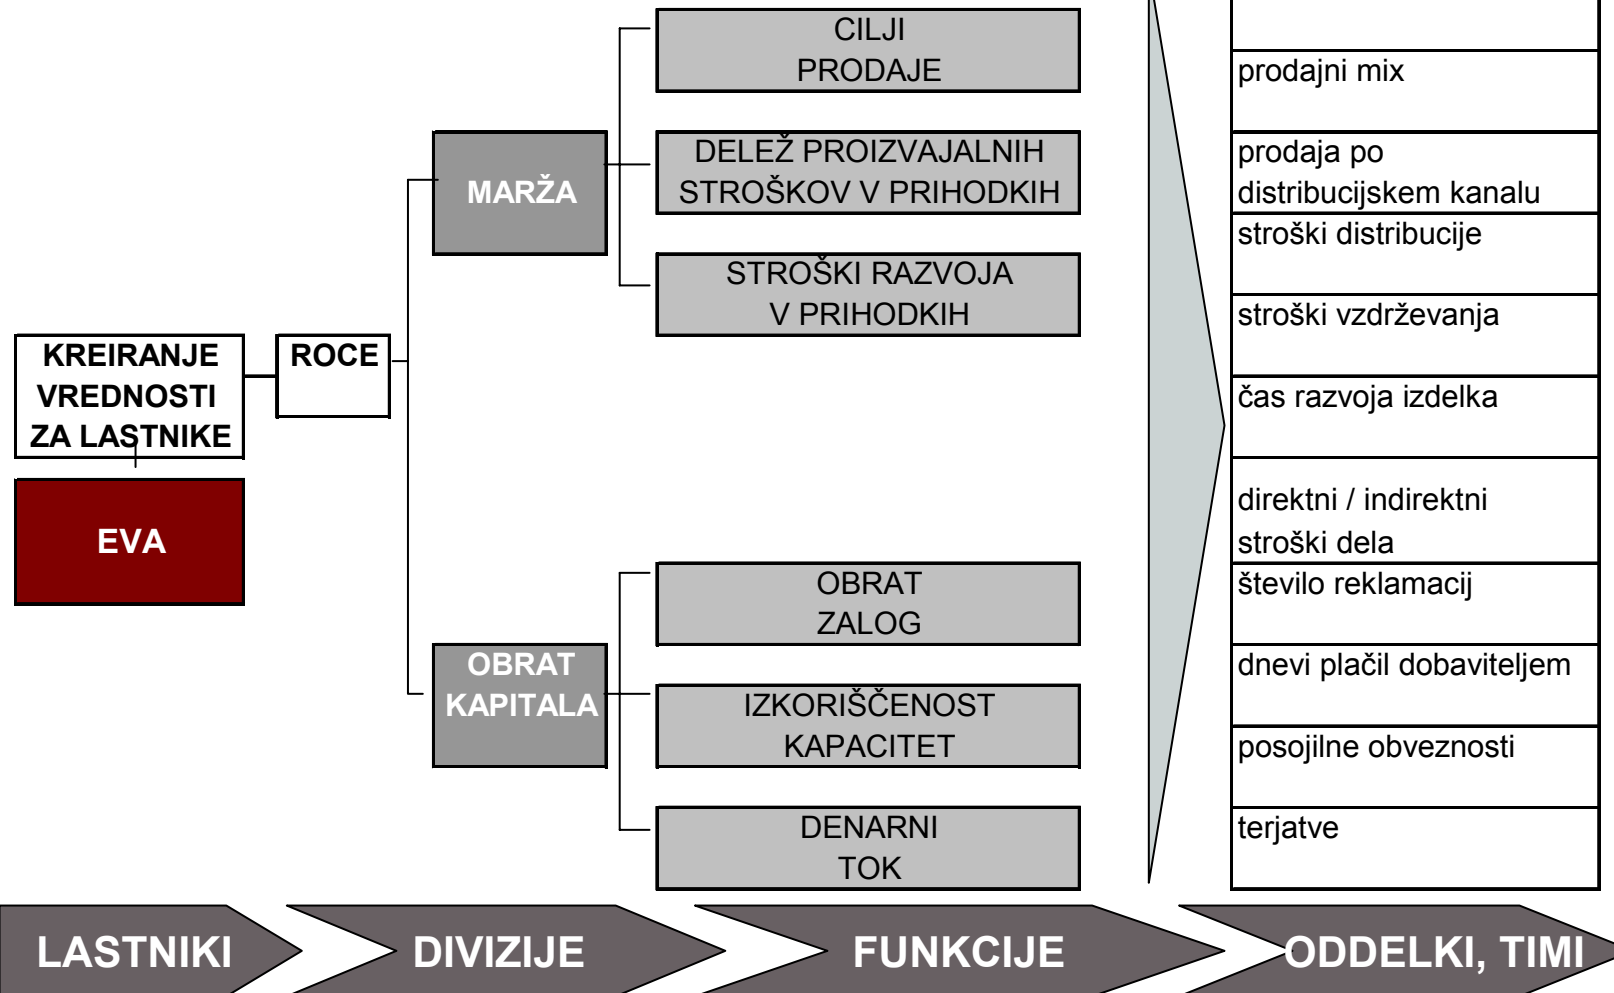 CILJI
PRODAJE
DELEŽ PROIZVAJALNIH
STROŠKOV V PRIHODKIH
STROŠKI RAZVOJA
V PRIHODKIH
MARŽA
KREIRANJE
VREDNOSTI
ZA LASTNIKE
ROCE
EVA
OBRAT
KAPITALA
OBRAT
ZALOG
IZKORIŠČENOST
KAPACITET
DENARNI
TOK
prodajni mix
prodaja po
distribucijskem kanalu
stroški distribucije
stroški vzdrževanja
čas razvoja izdelka
direktni / indirektni
stroški dela
število reklamacij
dnevi plačil dobaviteljem
posojilne obveznosti
terjatve
LASTNIKI
DIVIZIJE
FUNKCIJE
ODDELKI, TIMI